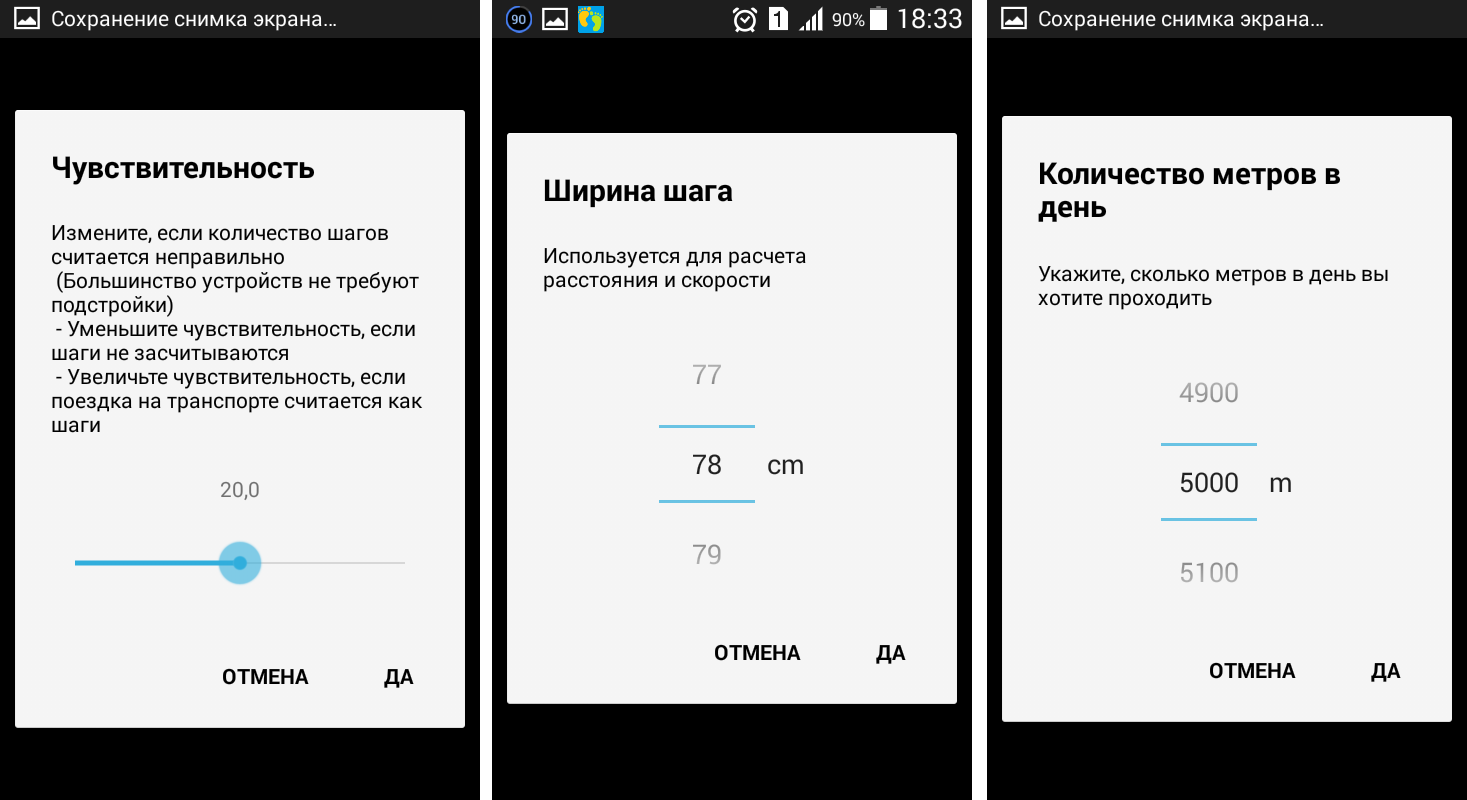 Сохранение снимка экрана...
Чувствительность
Измените, если количество шагов
считается неправильно
(Большинство устройств не требуют
подстройки)
- Уменьшите чувствительность, если
шаги не засчитываются
- Увеличьте чувствительность, если
поездка на транспорте считается как
шаги
20,0
ОТМЕНА ДА
90 1 90% 18:33
Ширина шага
Используется для расчета
расстояния и скорости
77
78 cm
79
ОТМЕНА ДА
Сохранение снимка экрана...
Количество метров в
день
Укажите, сколько метров в день вы
хотите проходить
4900
5000 m
5100
ОТМЕНА ДА